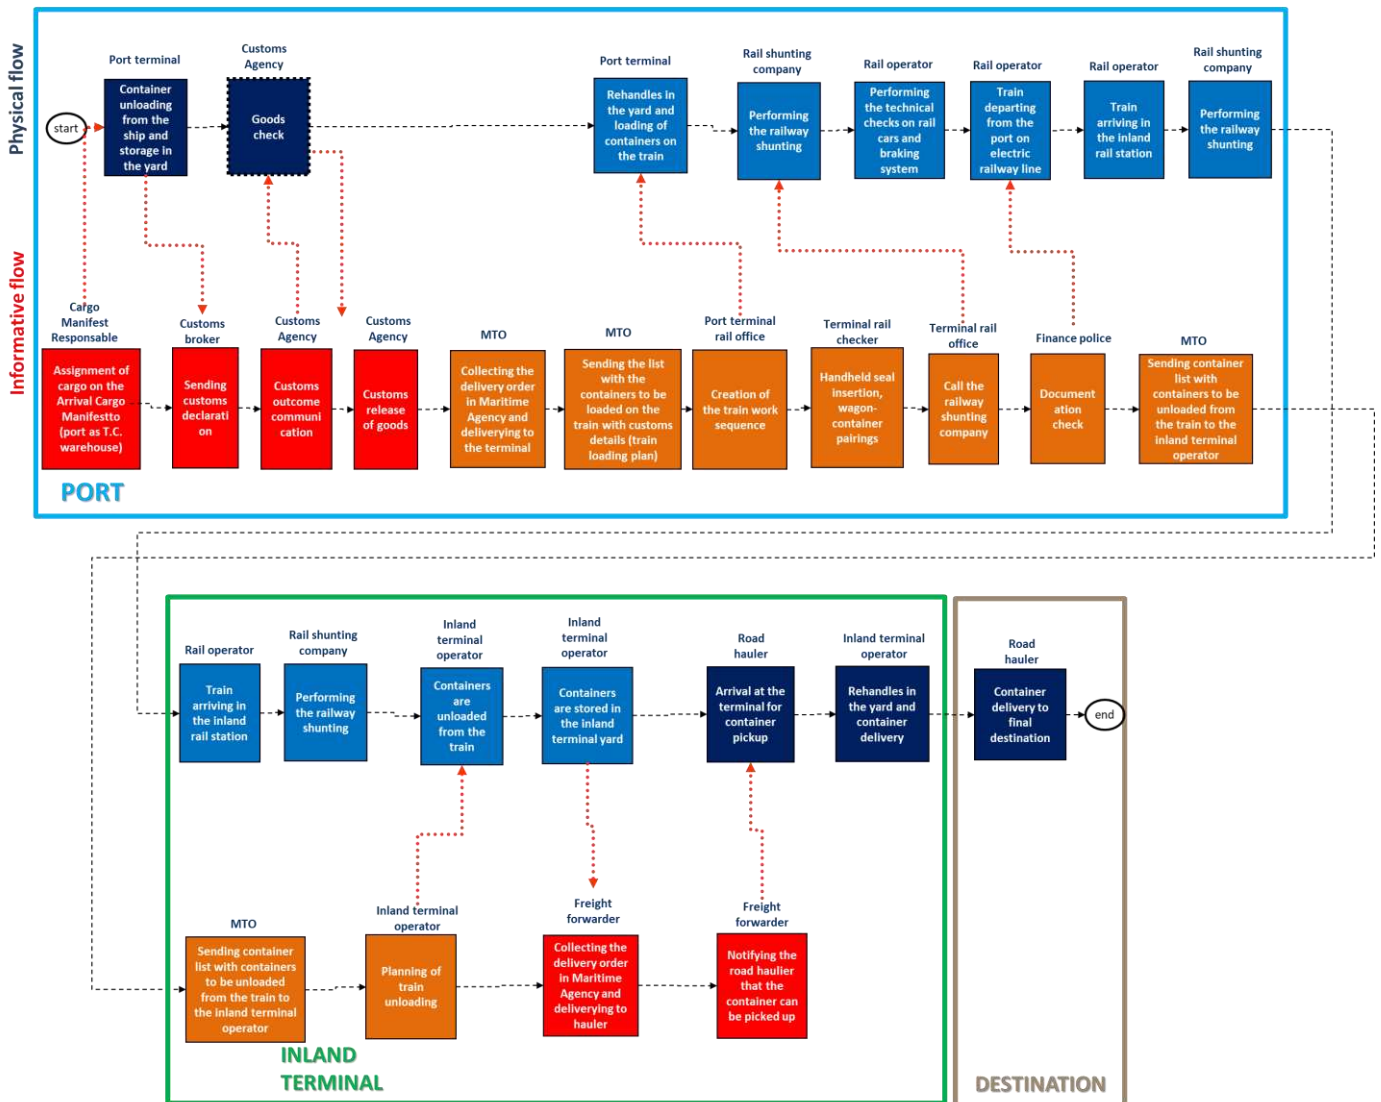 Physical flow
start
Port terminal
Container
unloading
from the
ship and
storage in
the yard
Customs
Agency
Goods
check
Port terminal
Rehandles in
the yard and
loading of
containers on
the train
Rail shunting
company
Performing
the railway
shunting
Rail operator
Performing
the technical
checks on rail
cars and
braking
system
Rail operator
Train
departing
from the
port on
electric
railway line
Rail operator
Train
arriving in
the inland
rail station
Rail shunting
company
Performing
the railway
shunting
Informative flow
Cargo
Manifest
Responsable
Assignment of
cargo on the
Arrival Cargo
Manifestto
(port as T.C.
warehouse)
Customs
broker
Sending
customs
declarati
on
Customs
Agency
Customs
outcome
communi
cation
Customs
Agency
Customs
release
of goods
MTO
Collecting the
delivery order
in Maritime
Agency and
deliverying to
the terminal
MTO
Sending the list
with the
containers to be
loaded on the
train with customs
details (train
loading plan)
Port terminal
rail office
Creation of
the train work
sequence
Terminal rail
checker
Handheld seal
insertion,
wagon-
container
pairings
Terminal rail
office
Call the
railway
shunting
company
Finance police
Document
ation
check
MTO
Sending container
list with
containers to be
unloaded from
the train to the
inland terminal
operator
PORT
Rail operator
Train
arriving in
the inland
rail station
Rail shunting
company
Performing
the railway
shunting
Inland
terminal
operator
Containers
are
unloaded
from the
train
Inland
terminal
operator
Containers
are stored in
the inland
terminal yard
Road
hauler
Arrival at the
terminal for
container
pickup
Inland terminal
operator
Rehandles in
the yard and
container
delivery
Road
hauler
Container
delivery to
final
destination
end
MTO
Sending container
list with containers
to be unloaded
from the train to
the inland terminal
operator
Inland terminal
operator
Planning of
train
unloading
Freight
forwarder
Collecting the
delivery order
in Maritime
Agency and
deliverying to
hauler
Freight
forwarder
Notifying the
road haulier
that the
container can
be picked up
INLAND
TERMINAL
DESTINATION